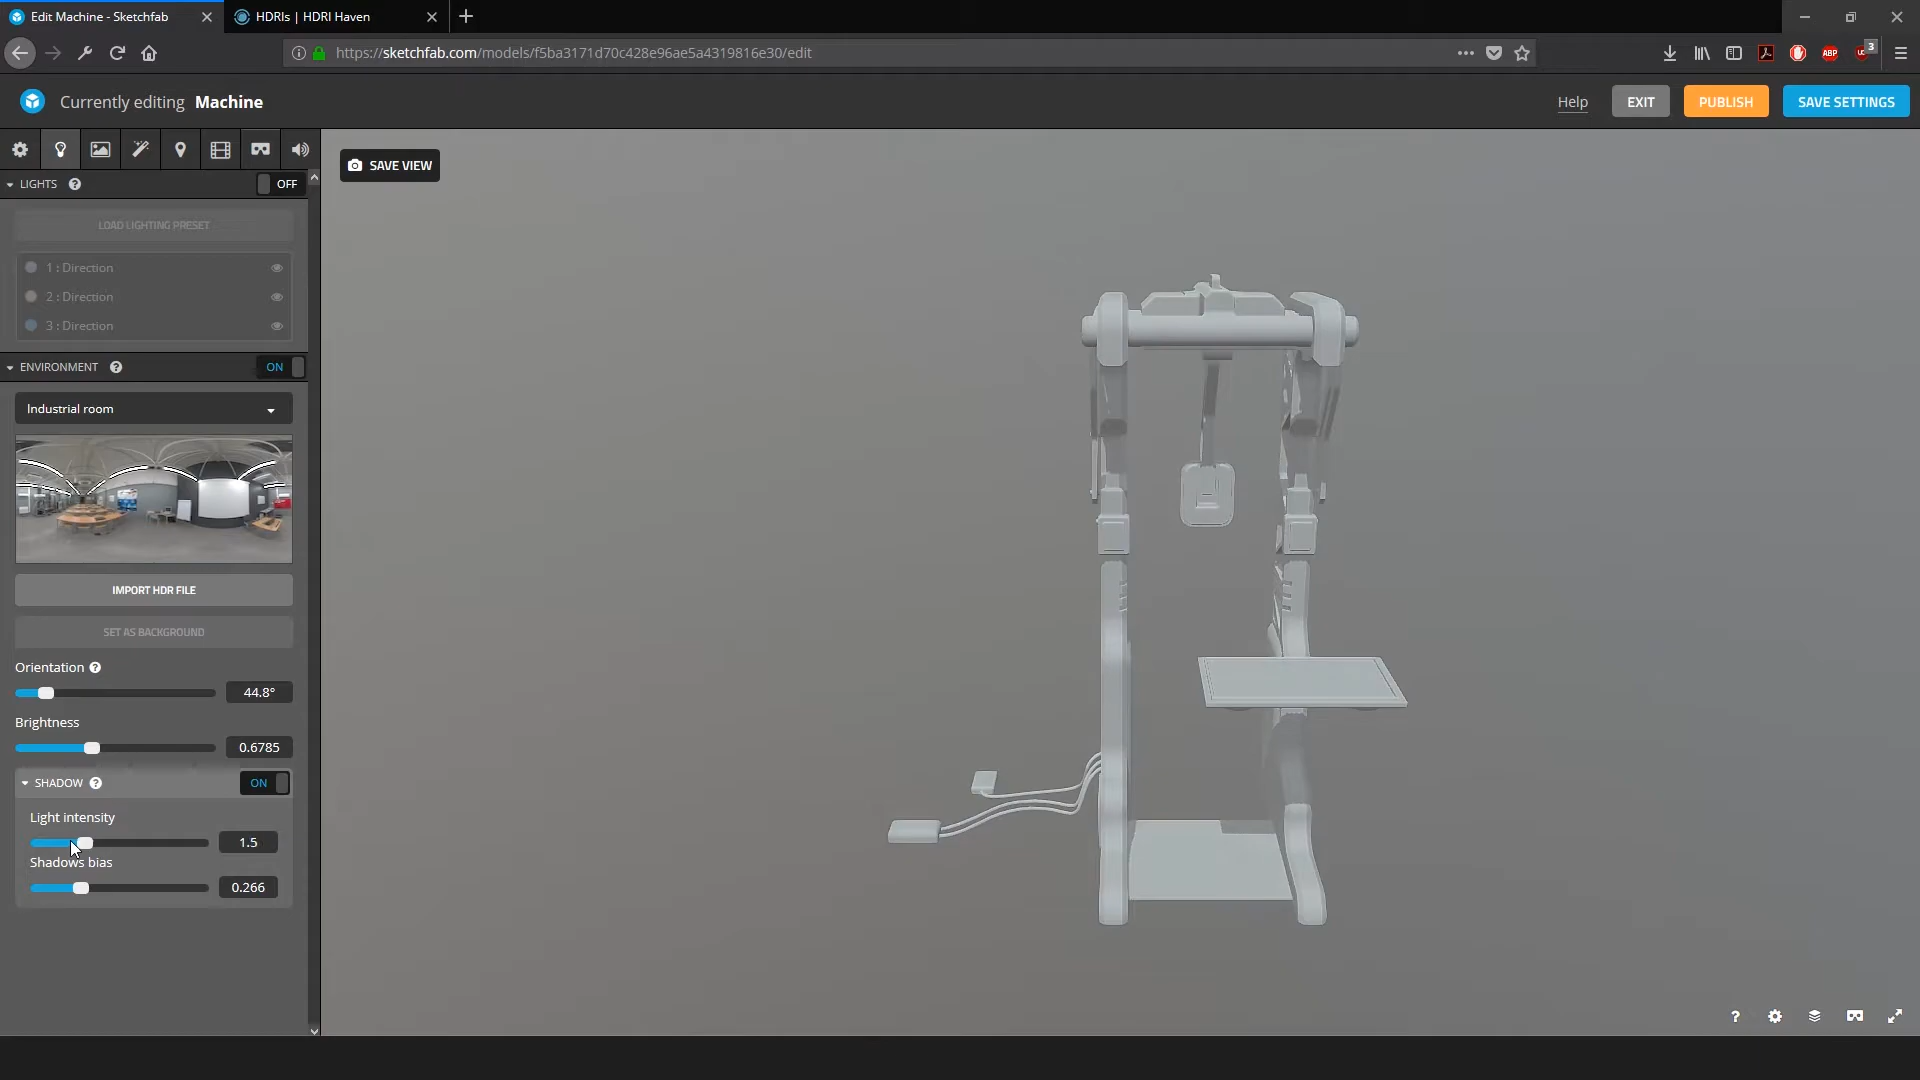 Edit Machine - Sketchfab
HDRIs | HDRI Haven
https://sketchfab.com/models/f5ba3171d70c428e96ae5a4319816e30/edit
ABP
3
Currently editing Machine
Help
EXIT
PUBLISH
SAVE SETTINGS
SAVE VIEW
LIGHTS
OFF
LOAD LIGHTING PRESET
1 : Direction
2 : Direction
3 : Direction
ENVIRONMENT
ON
Industrial room
IMPORT HDR FILE
SET AS BACKGROUND
Orientation
44.8°
Brightness
0.6785
SHADOW
ON
Light intensity
1.5
Shadows bias
0.266